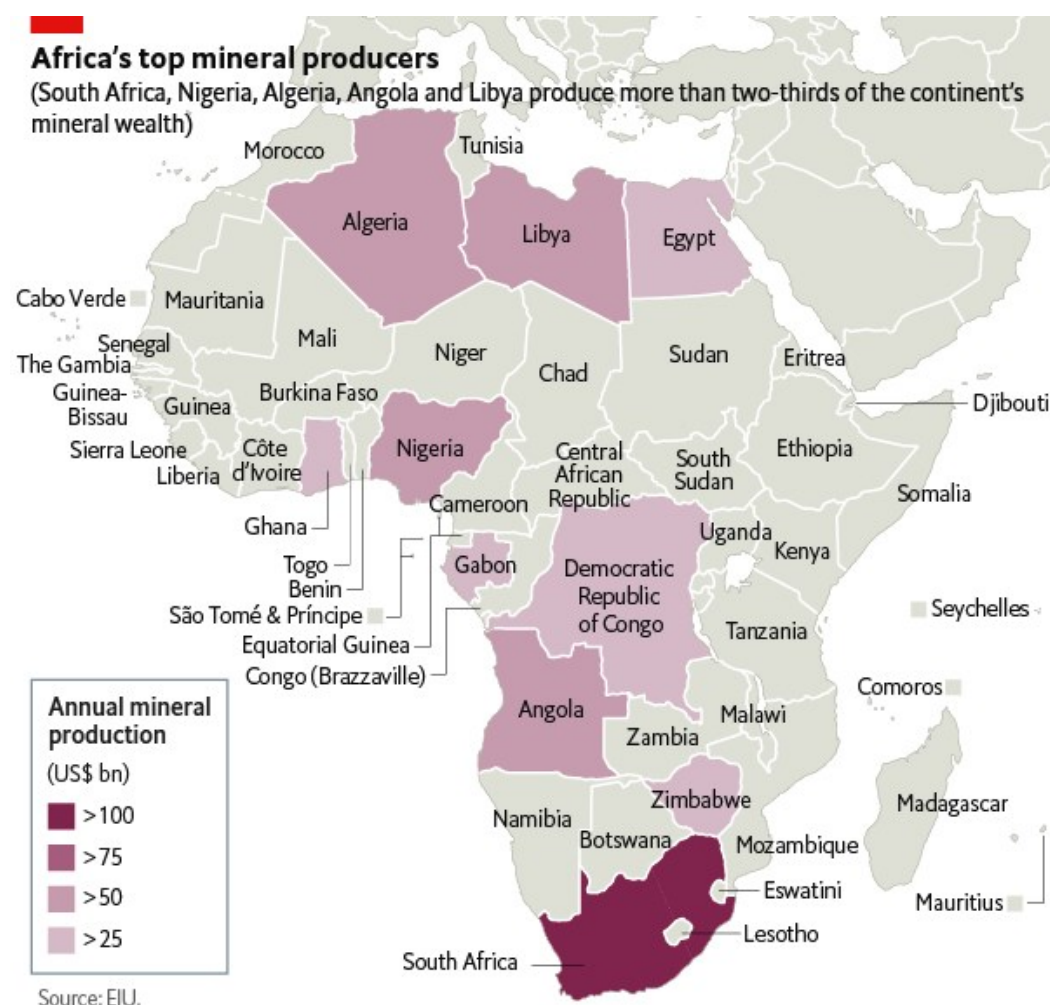 Africa's top mineral producers
(South Africa, Nigeria, Algeria, Angola and Libya produce more than two-thirds of the continent's
mineral wealth)
Morocco
Tunisia
Algeria
Libya
Egypt
Cabo Verde
Mauritania
Mali
Niger
Chad
Sudan
Eritrea
Senegal
The Gambia
Guinea-
Bissau
Guinea
Burkina Faso
Djibouti
Sierra Leone
Liberia
Côte
d'Ivoire
Nigeria
Central
African
Republic
South
Sudan
Ethiopia
Somalia
Ghana
Cameroon
Togo
Benin
Gabon
Democratic
Republic
of Congo
Uganda
Kenya
São Tomé & Príncipe
Equatorial Guinea
Congo (Brazzaville)
Tanzania
Seychelles
Comoros
Angola
Zambia
Malawi
Zimbabwe
Namibia
Botswana
Mozambique
Madagascar
Mauritius
Eswatini
Lesotho
South Africa
Annual mineral
production
(US$ bn)
>100
>75
>50
>25
Source: EIU.